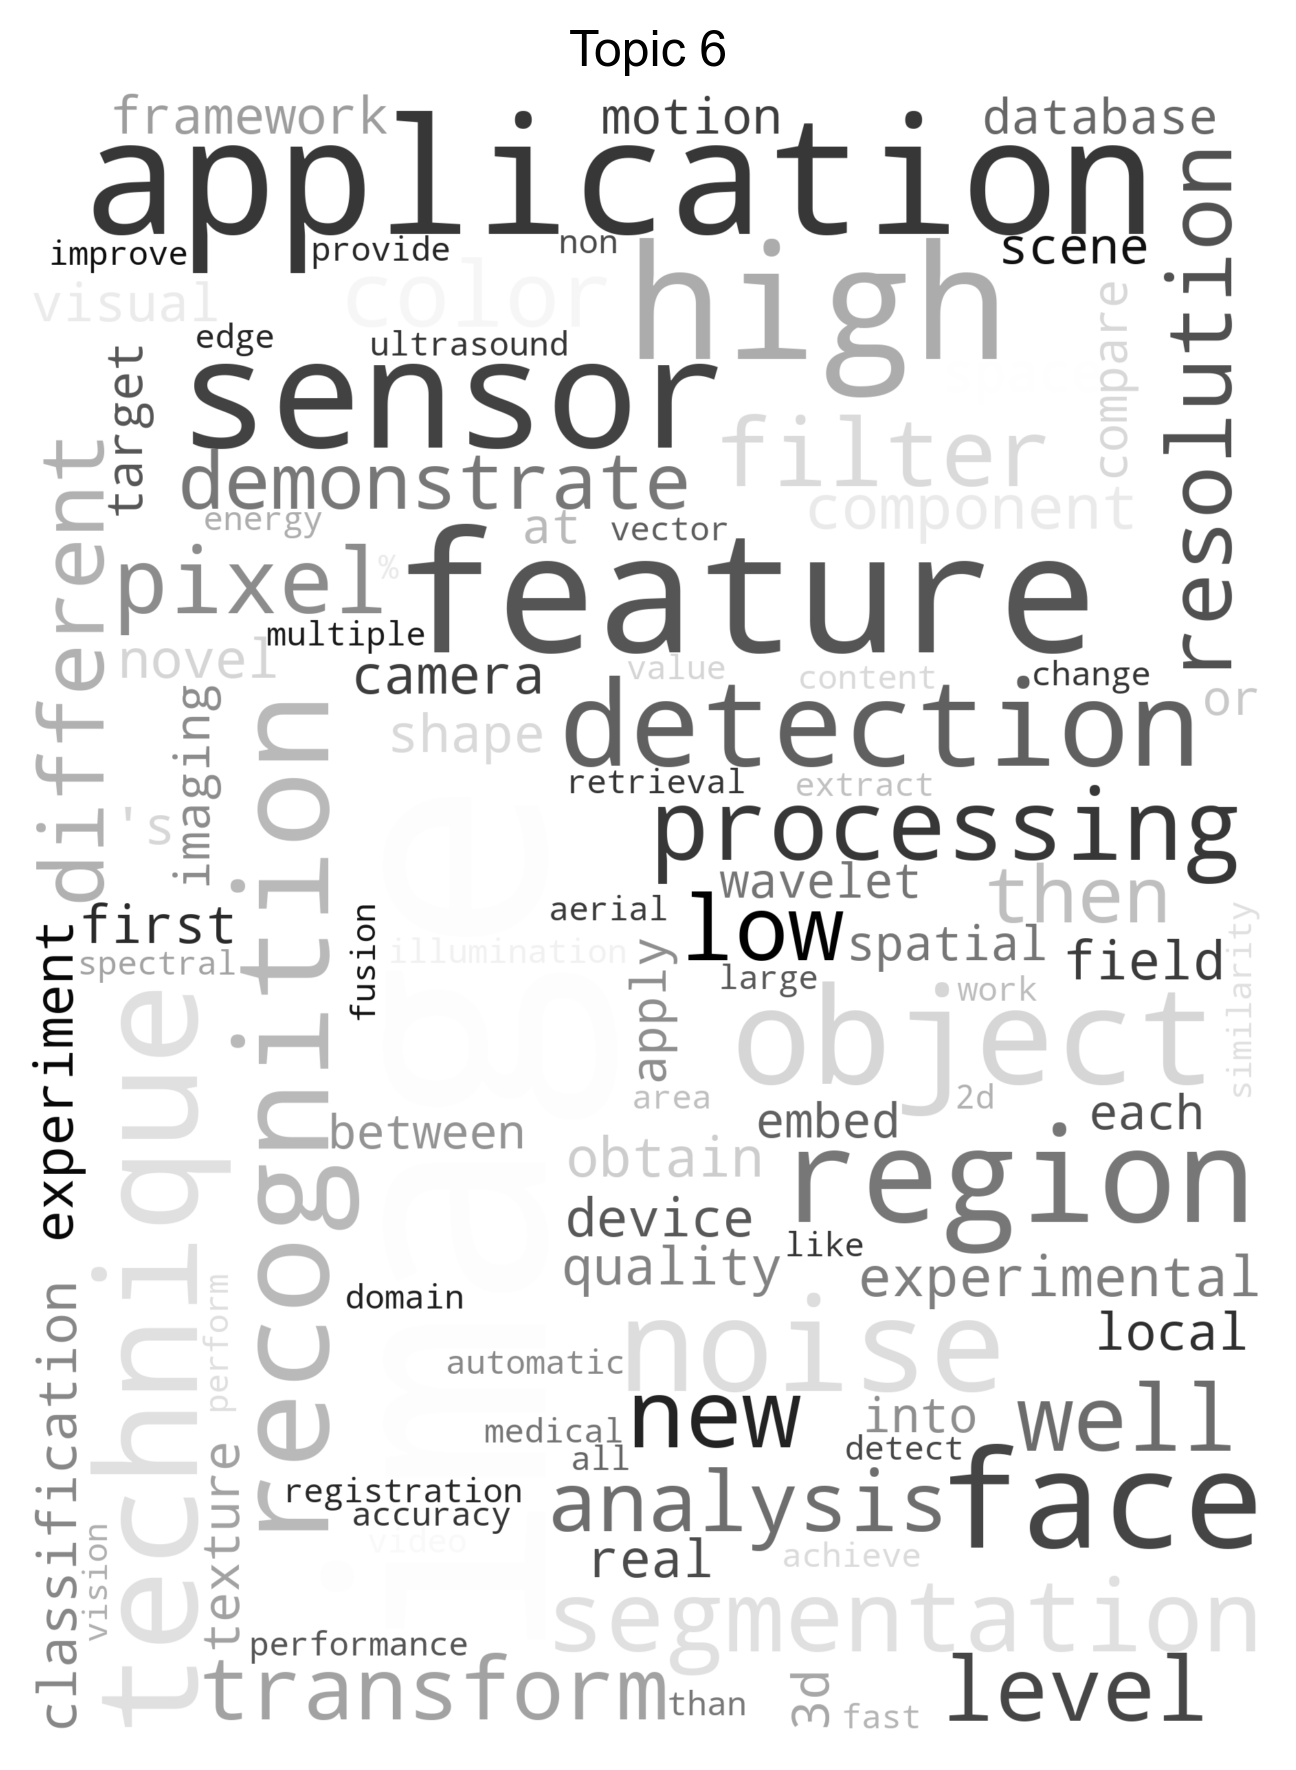 Topic 6
framework
motion
database
application
resolution
improve
provide
non
scene
visual
color
high
compare
edge
ultrasound
target
sensor
filter
demonstrate
component
different
energy
at
vector
pixel
%
feature
multiple
novel
camera
value
content
change
or
imaging
shape
detection
recognition
retrieval
extract
's
processing
image
wavelet
then
first
aerial
low
fusion
spatial
field
similarity
experiment
spectral
illumination
apply
large
work
technique
object
area
2d
embed
each
between
obtain
region
device
like
quality
experimental
classification
perform
domain
noise
local
automatic
new
into
well
medical
all
detect
face
texture
registration
accuracy
analysis
vision
video
real
achieve
segmentation
performance
transform
than
3d
fast
level